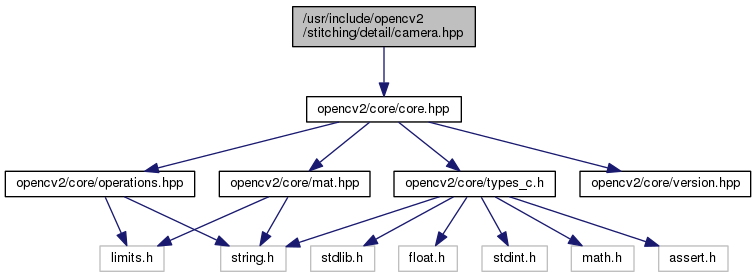 /usr/include/opencv2
/stitching/detail/camera.hpp
opencv2/core/core.hpp
opencv2/core/operations.hpp
opencv2/core/mat.hpp
opencv2/core/types_c.h
opencv2/core/version.hpp
limits.h
string.h
stdlib.h
float.h
stdint.h
math.h
assert.h